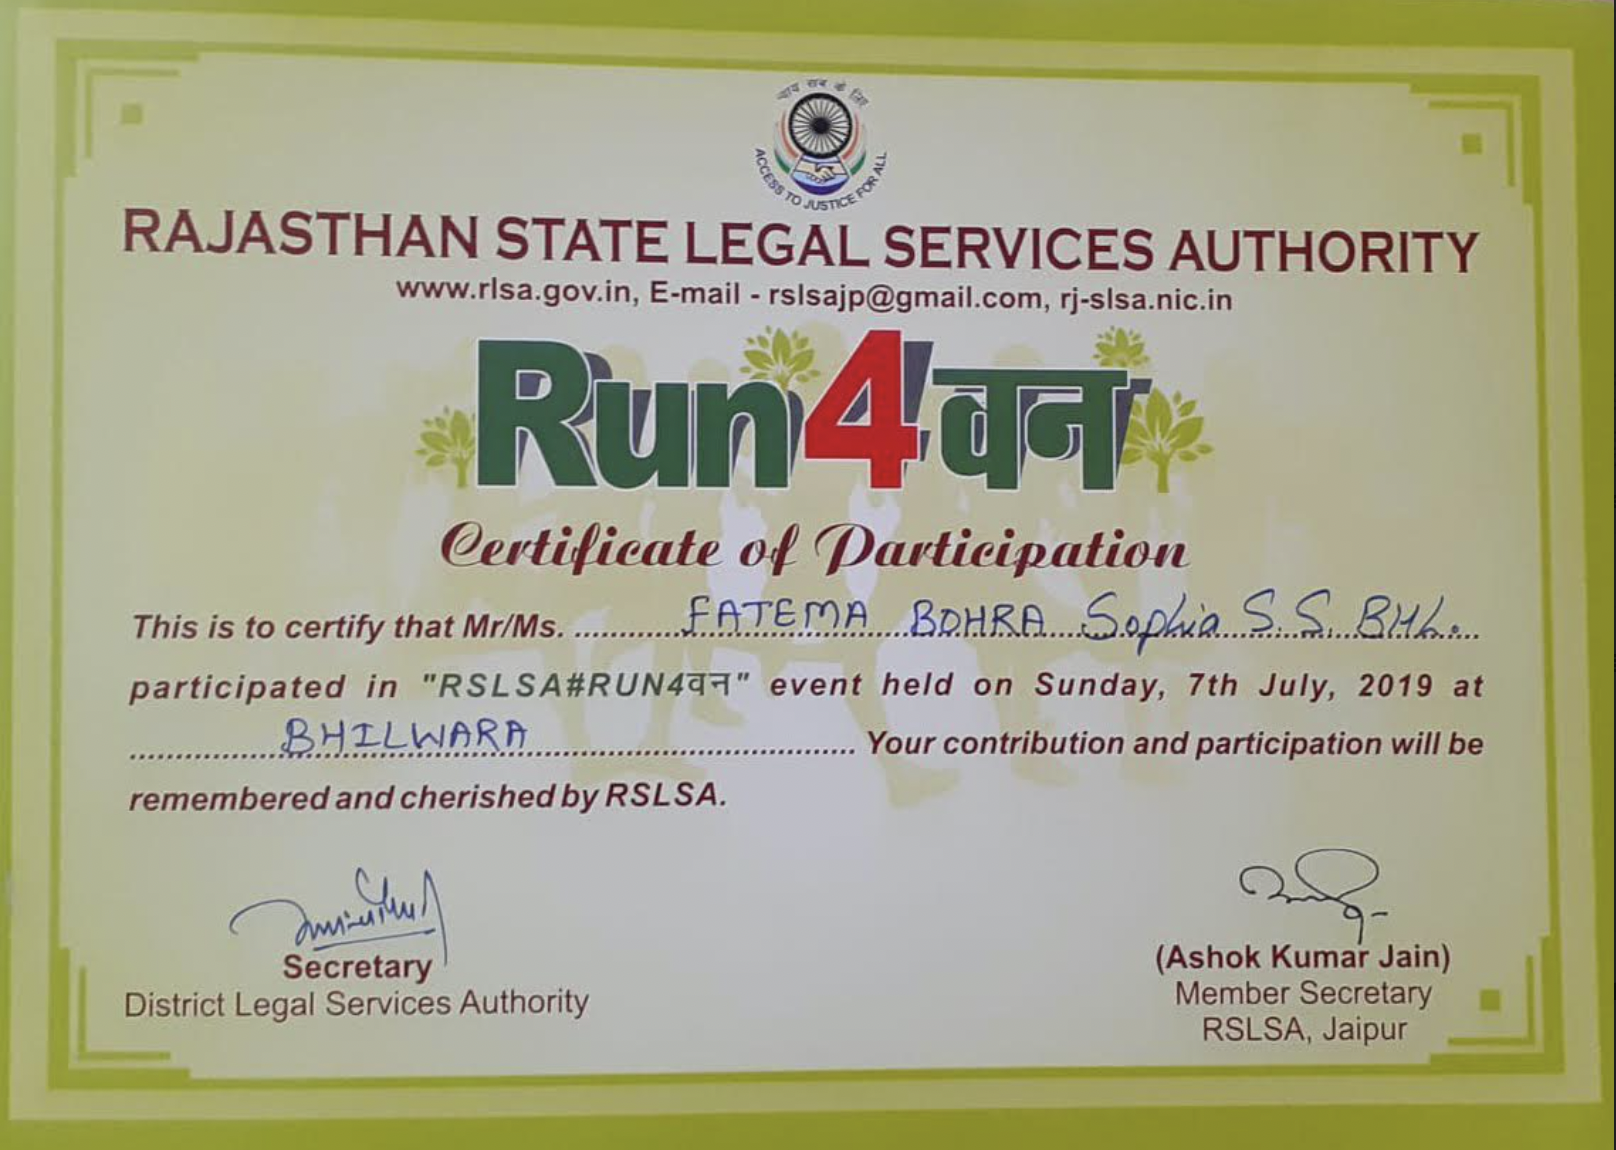 न्याय सब के लिए
ACCESS TO JUSTICE FOR ALL
RAJASTHAN STATE LEGAL SERVICES AUTHORITY
www.rlsa.gov.in, E-mail - rslsajp@gmail.com, rj-slsa.nic.in
Run4वन
Certificate of Participation
This is to certify that Mr/Ms. FATEMA BOHRA Sophia S.S. BHL.
participated in "RSLSA#RUN4वन" event held on Sunday, 7th July, 2019 at
BHILWARA Your contribution and participation will be
remembered and cherished by RSLSA.
Secretary
District Legal Services Authority
(Ashok Kumar Jain)
Member Secretary
RSLSA, Jaipur